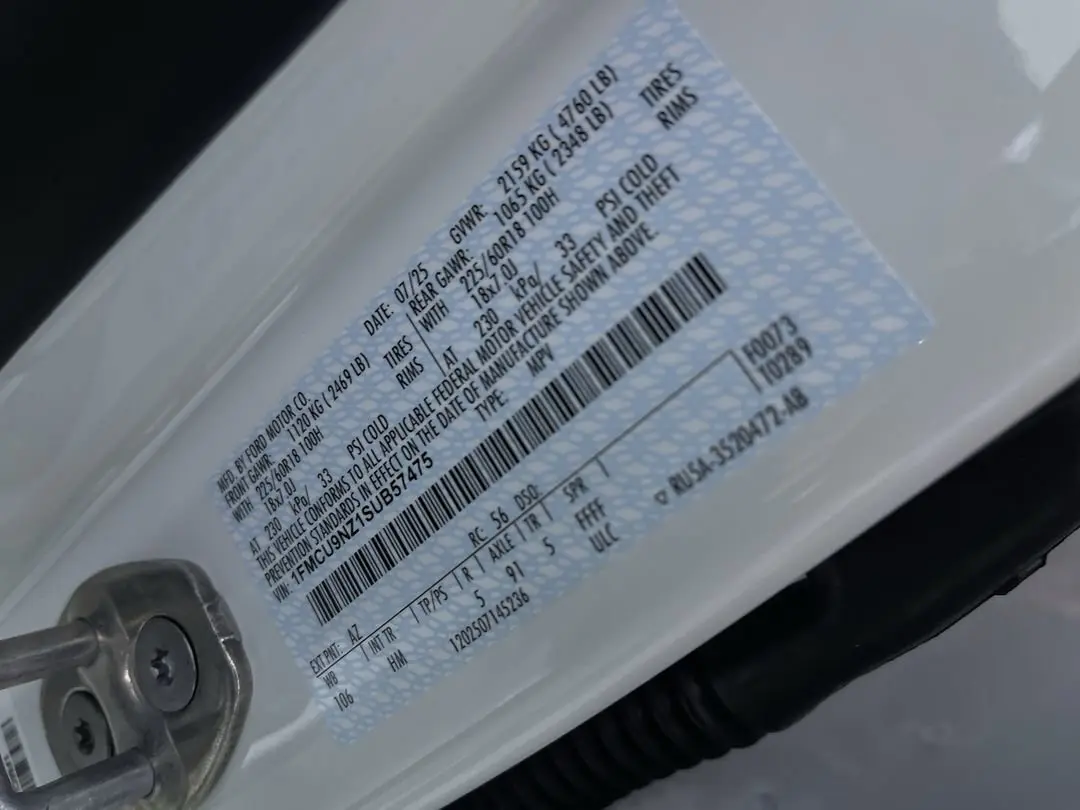 MFD. BY FORD MOTOR CO.
DATE: 07/25 GVWR: 2159 KG ( 4760 LB)
FRONT GAWR: 1120 KG ( 2469 LB) REAR GAWR: 1065 KG ( 2348 LB)
WITH 225/60R18 100H TIRES WITH 225/60R18 100H TIRES
18x7.0J RIMS 18x7.0J RIMS
AT 230 kPa/ 33 PSI COLD AT 230 kPa/ 33 PSI COLD
THIS VEHICLE CONFORMS TO ALL APPLICABLE FEDERAL MOTOR VEHICLE SAFETY AND THEFT
PREVENTION STANDARDS IN EFFECT ON THE DATE OF MANUFACTURE SHOWN ABOVE.
VIN: 1FMCU9NZ1SUB57475 TYPE: MPV
EXT PNT: AZ RC: 56 DSO: F0073
WB INT TR TP/PS R AXLE TR SPR T0289
106 HM 5 91 5 FFFF
1202507145236 ULC ▽ RU5A-3520472-AB